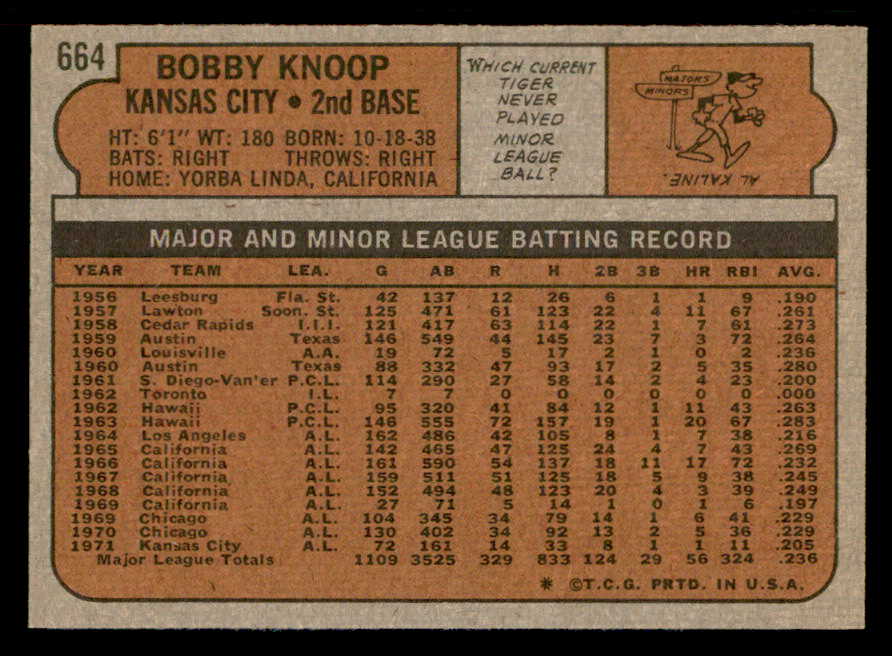 664
BOBBY KNOOP
KANSAS CITY • 2nd BASE
HT: 6'1" WT: 180 BORN: 10-18-38
BATS: RIGHT THROWS: RIGHT
HOME: YORBA LINDA, CALIFORNIA
WHICH CURRENT
TIGER
NEVER
PLAYED
MINOR
LEAGUE
BALL?
MAJORS
MINORS
AL KALINE.
MAJOR AND MINOR LEAGUE BATTING RECORD
YEAR TEAM LEA. G AB R H 2B 3B HR RBI AVG.
1956 Leesburg Fla. St. 42 137 12 26 6 1 1 9 .190
1957 Lawton Soon. St. 125 471 61 123 22 4 11 67 .261
1958 Cedar Rapids I.I.I. 121 417 63 114 22 1 7 61 .273
1959 Austin Texas 146 549 44 145 23 7 3 72 .264
1960 Louisville A.A. 19 72 5 17 2 1 0 2 .236
1960 Austin Texas 88 332 47 93 17 2 5 35 .280
1961 S. Diego-Van'er P.C.L. 114 290 27 58 14 2 4 23 .200
1962 Toronto I.L. 7 7 0 0 0 0 0 0 .000
1962 Hawaii P.C.L. 95 320 41 84 12 1 11 43 .263
1963 Hawaii P.C.L. 146 555 72 157 19 1 20 67 .283
1964 Los Angeles A.L. 162 486 42 105 8 1 7 38 .216
1965 California A.L. 142 465 47 125 24 4 7 43 .269
1966 California A.L. 161 590 54 137 18 11 17 72 .232
1967 California A.L. 159 511 51 125 18 5 9 38 .245
1968 California A.L. 152 494 48 123 20 4 3 39 .249
1969 California A.L. 27 71 5 14 1 0 1 6 .197
1969 Chicago A.L. 104 345 34 79 14 1 6 41 .229
1970 Chicago A.L. 130 402 34 92 13 2 5 36 .229
1971 Kansas City A.L. 72 161 14 33 8 1 1 11 .205
Major League Totals 1109 3525 329 833 124 29 56 324 .236
* ©T.C.G. PRTD. IN U.S.A.